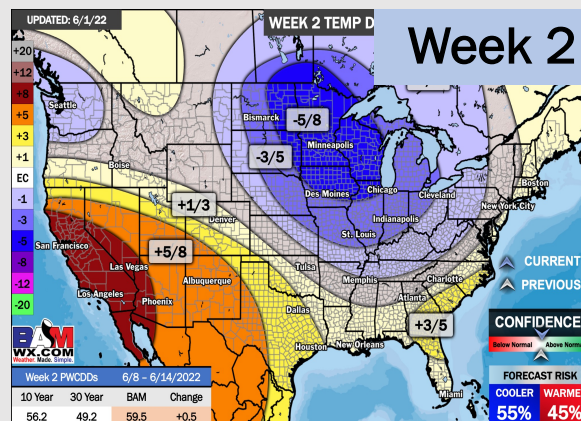 UPDATED: 6/1/22
WEEK 2 TEMP D
Week 2
+20
+12
+8
+5
+3
+1
EC
-1
-3
-5
-8
-12
-20
Seattle
Bismarck
-5/8
Minneapolis
-3/5
Boise
Des Moines
Chicago
Cleveland
Boston
New York City
+1/3
Denver
Indianapolis
St. Louis
San Francisco
+5/8
Las Vegas
Tulsa
CURRENT
Los Angeles
Phoenix
Albuquerque
Memphis
Charlotte
PREVIOUS
Atlanta
Dallas
+3/5
CONFIDENCE
Houston
New Orleans
Below Normal
Above Norma
BAM
WX.COM
Weather. Made. Simple.
Miami
Week 2 PWCDDs
6/8 - 6/14/2022
FORECAST RISK
10 Year
30 Year
BAM
Change
COOLER
WARME
56.2
49.2
59.5
+0.5
55%
45%